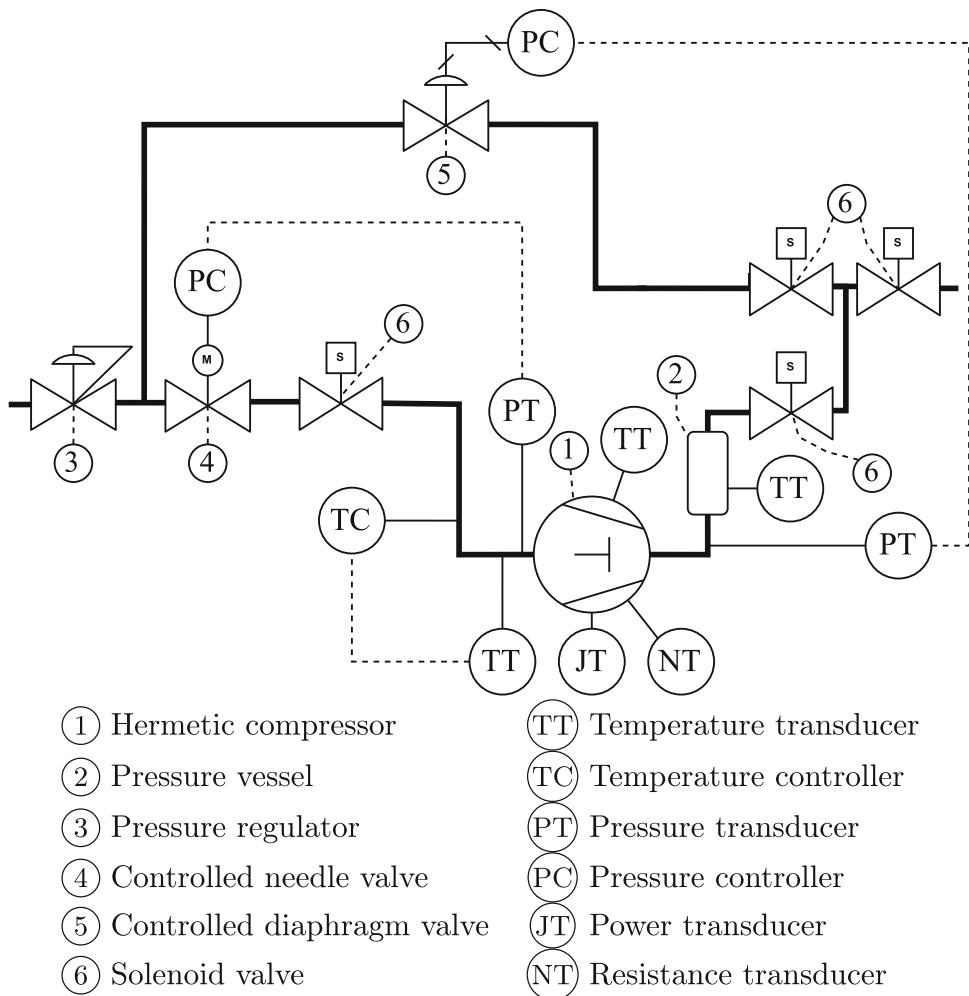 PC
5
6
S
S
PC
6
M
S
S
2
PT
TT
1
3
4
6
TT
TC
PT
TT
JT
NT
1 Hermetic compressor
2 Pressure vessel
3 Pressure regulator
4 Controlled needle valve
5 Controlled diaphragm valve
6 Solenoid valve
TT Temperature transducer
TC Temperature controller
PT Pressure transducer
PC Pressure controller
JT Power transducer
NT Resistance transducer